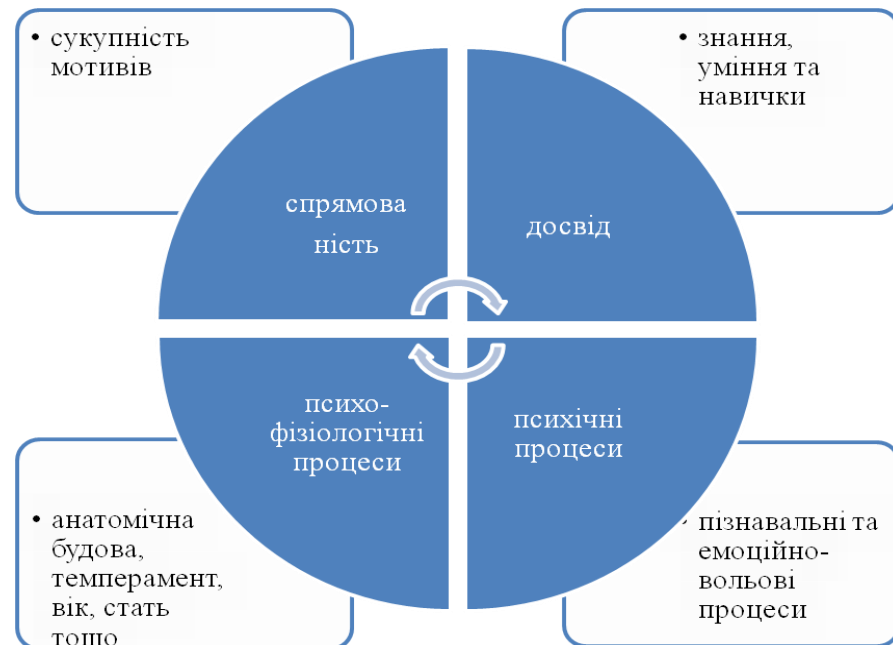 • сукупність
мотивів
• знання,
уміння та
навички
спрямова
ність
досвід
психо-
фізіологічні
процеси
психічні
процеси
• анатомічна
будова,
темперамент,
вік, стать
тощо
• пізнавальні та
емоційно-
вольові
процеси